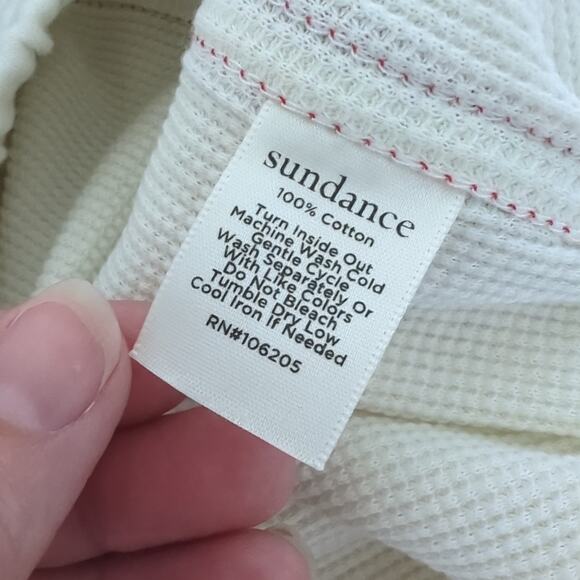 sundance
100% Cotton
Turn Inside Out
Machine Wash Cold
Gentle Cycle
Wash Separately Or
With Like Colors
Do Not Bleach
Tumble Dry Low
Cool Iron If Needed
RN#106205